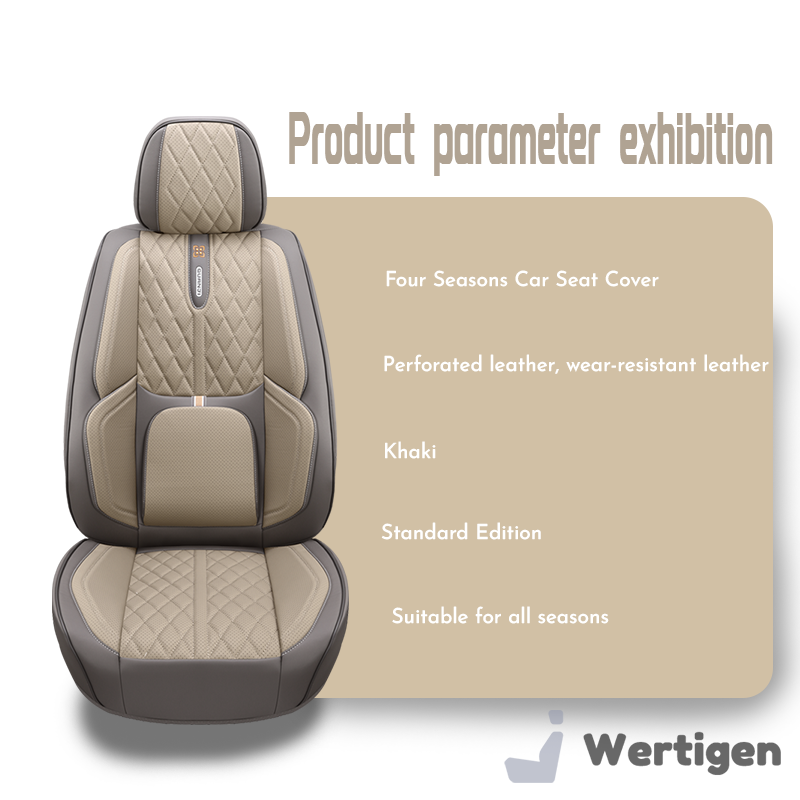 Product parameter exhibition
Four Seasons Car Seat Cover
Perforated leather, wear-resistant leather
Khaki
Standard Edition
Suitable for all seasons
Wertigen